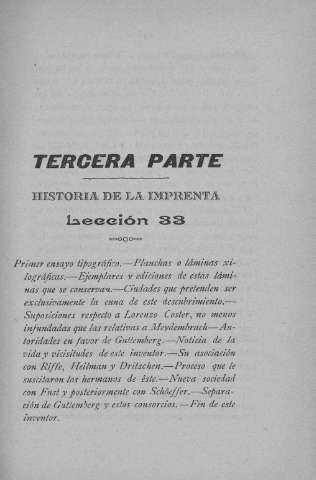 TERCERA PARTE
HISTORIA DE LA IMPRENTA
Lección 33
Primer ensayo tipográfico.—Planchas o láminas xi-
lográficas.—Ejemplares y ediciones de estas lámi-
nas que se conservan.—Ciudades que pretenden ser
exclusivamente la cuna de este descubrimiento.—
Suposiciones respecto a Lorenzo Coster, no menos
infundadas que las relativas a Meydembrach—Au-
toridades en favor de Guttemberg.—Noticia de la
vida y vicisitudes de este inventor.—Su asociación
con Riffe, Heilman y Dritschen.—Proceso que le
suscitaron los hermanos de éste.—Nueva sociedad
con Fust y posteriormente con Schöeffer.—Separa-
ción de Guttemberg y estos consorcios.—Fin de este
inventor.